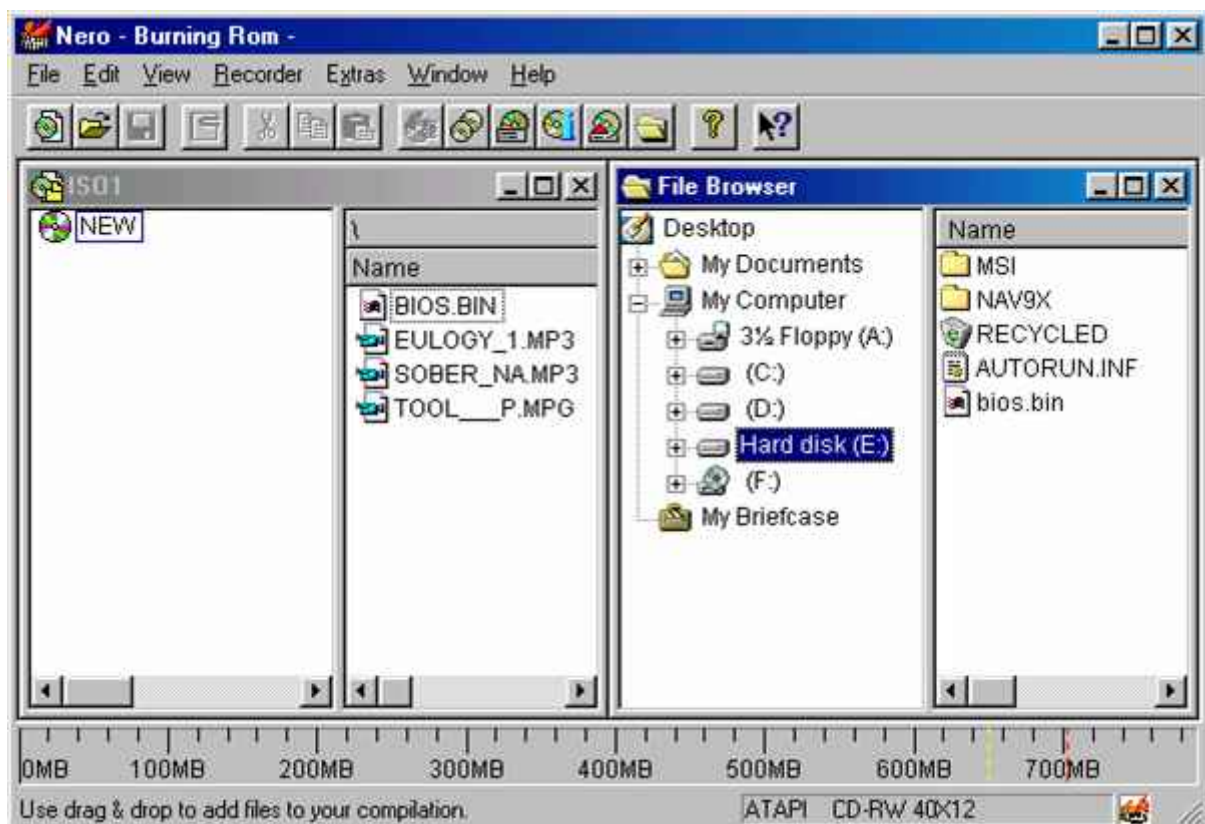 Nero - Burning Rom -
File Edit View Recorder Extras Window Help
ISO1
NEW
\
Name
BIOS.BIN
EULOGY_1.MP3
SOBER_NA.MP3
TOOL___P.MPG
File Browser
Desktop
My Documents
My Computer
3½ Floppy (A:)
(C:)
(D:)
Hard disk (E:)
(F:)
My Briefcase
Name
MSI
NAV9X
RECYCLED
AUTORUN.INF
bios.bin
0MB 100MB 200MB 300MB 400MB 500MB 600MB 700MB
Use drag & drop to add files to your compilation. ATAPI CD-RW 40X12